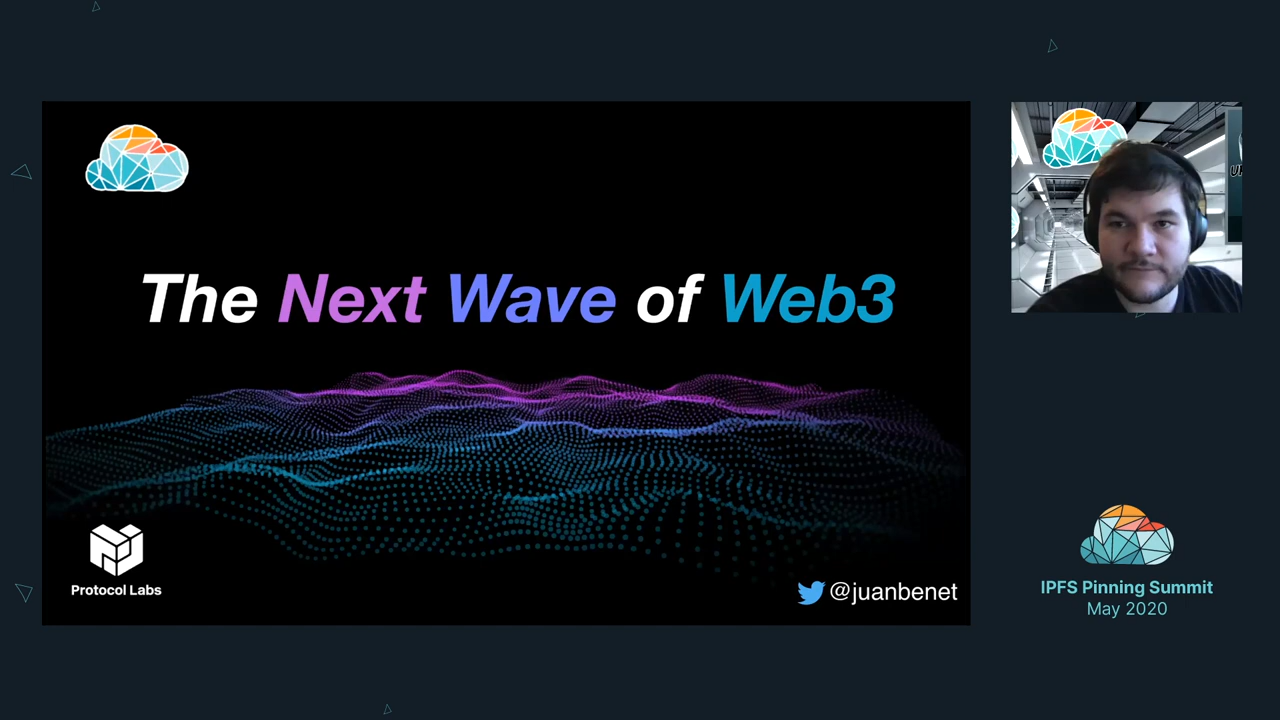 The Next Wave of Web3
Protocol Labs
@juanbenet
IPFS Pinning Summit
May 2020